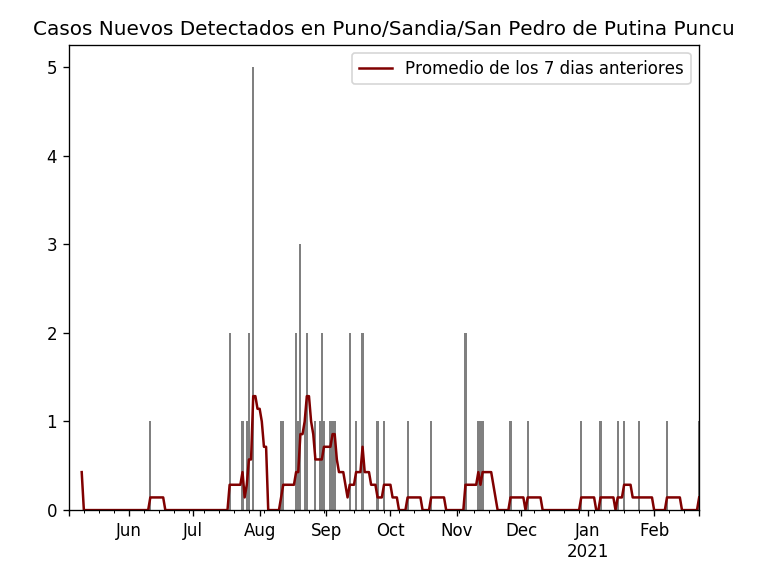 Casos Nuevos Detectados en Puno/Sandia/San Pedro de Putina Puncu
Promedio de los 7 dias anteriores
5
4
3
2
1
0
Jun Jul Aug Sep Oct Nov Dec Jan Feb
2021